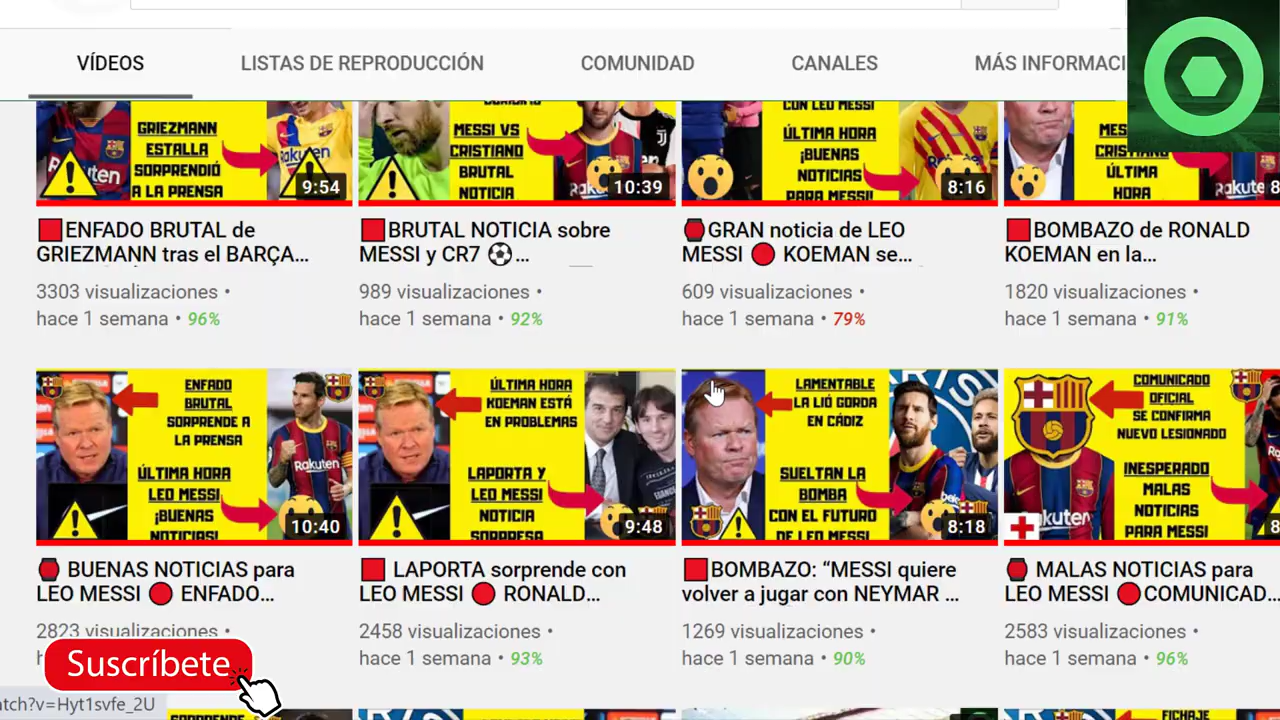 VÍDEOS
LISTAS DE REPRODUCCIÓN
COMUNIDAD
CANALES
MÁS INFORMACI
GRIEZMANN
ESTALLA
SORPRENDIÓ
A LA PRENSA
Rakuten
9:54
MESSI VS
CRISTIANO
BRUTAL
NOTICIA
10:39
CON LEO MESSI
ÚLTIMA HORA
¡BUENAS
NOTICIAS
PARA MESSI!
8:16
CRISTIANO
ÚLTIMA
HORA
8
ENFADO BRUTAL de
GRIEZMANN tras el BARÇA...
3303 visualizaciones •
hace 1 semana • 96%
BRUTAL NOTICIA sobre
MESSI y CR7 ⚽...
989 visualizaciones •
hace 1 semana • 92%
GRAN noticia de LEO
MESSI 🔴 KOEMAN se...
609 visualizaciones •
hace 1 semana • 79%
BOMBAZO de RONALD
KOEMAN en la...
1820 visualizaciones •
hace 1 semana • 91%
ENFADO
BRUTAL
SORPRENDE A
LA PRENSA
ÚLTIMA HORA
LEO MESSI
¡BUENAS
NOTICIAS!
Rakuten
10:40
ÚLTIMA HORA
KOEMAN ESTÁ
EN PROBLEMAS
LAPORTA Y
LEO MESSI
NOTICIA
SORPRESA
9:48
LAMENTABLE
LA LIÓ GORDA
EN CÁDIZ
SUELTAN LA
BOMBA
CON EL FUTURO
DE LEO MESSI
8:18
COMUNICADO
OFICIAL
SE CONFIRMA
NUEVO LESIONADO
INESPERADO
MALAS
NOTICIAS
PARA MESSI
8
BUENAS NOTICIAS para
LEO MESSI 🔴 ENFADO...
2823 visualizaciones •
LAPORTA sorprende con
LEO MESSI 🔴 RONALD...
2458 visualizaciones •
hace 1 semana • 93%
BOMBAZO: “MESSI quiere
volver a jugar con NEYMAR ...
1269 visualizaciones •
hace 1 semana • 90%
MALAS NOTICIAS para
LEO MESSI 🔴COMUNICAD...
2583 visualizaciones •
hace 1 semana • 96%
Suscríbete
atch?v=Hyt1svfe_2U